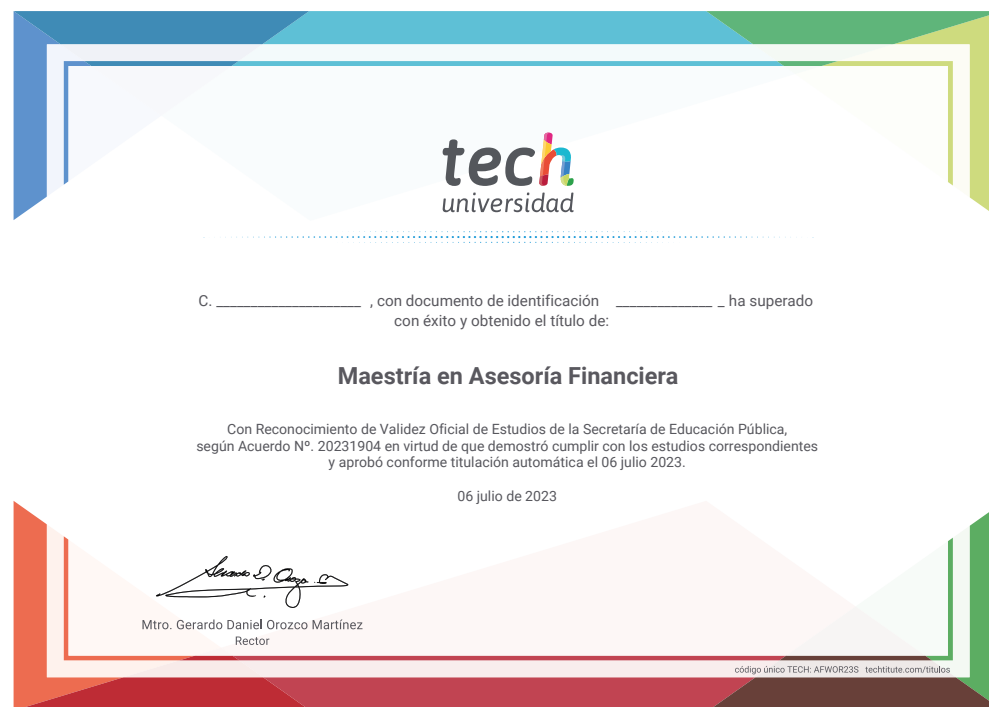 tech
universidad
C. _____________________ , con documento de identificación ______________ _ ha superado
con éxito y obtenido el título de:
Maestría en Asesoría Financiera
Con Reconocimiento de Validez Oficial de Estudios de la Secretaría de Educación Pública,
según Acuerdo Nº. 20231904 en virtud de que demostró cumplir con los estudios correspondientes
y aprobó conforme titulación automática el 06 julio 2023.
06 julio de 2023
Mtro. Gerardo Daniel Orozco Martínez
Rector
código único TECH: AFWOR23S techtitute.com/titulos